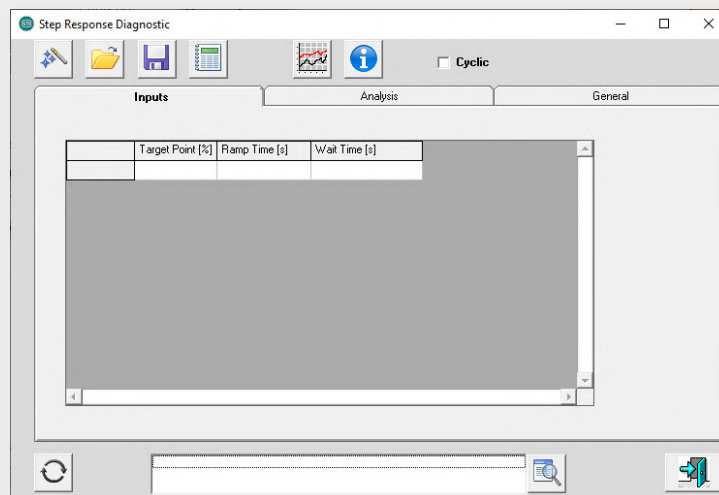 Step Response Diagnostic
Cyclic
Inputs Analysis General
Target Point [%] Ramp Time [s] Wait Time [s]